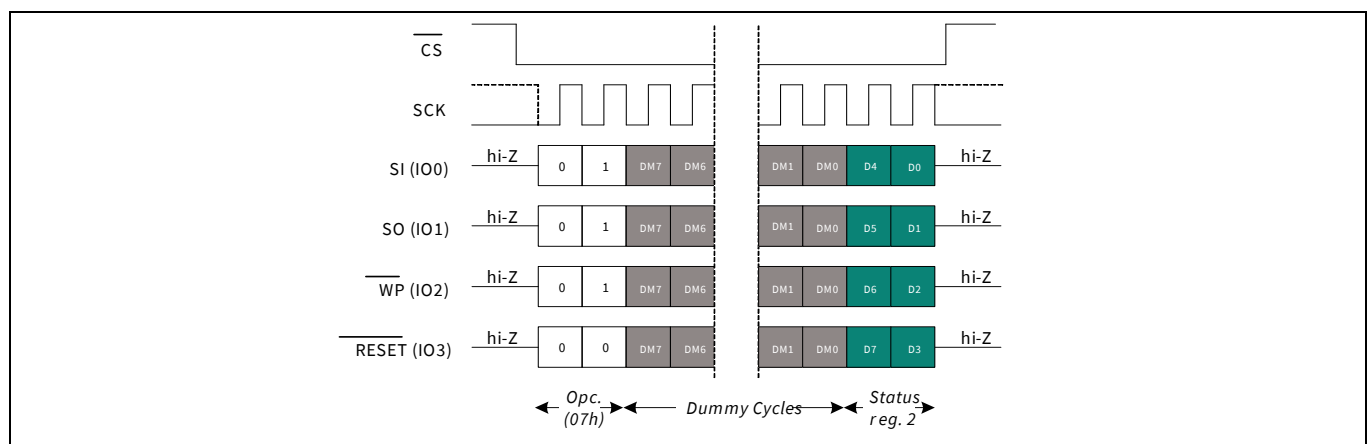 CS
SCK
SI (IO0) hi-Z 0 1 DM7 DM6 DM1 DM0 D4 D0 hi-Z
SO (IO1) hi-Z 0 1 DM7 DM6 DM1 DM0 D5 D1 hi-Z
WP (IO2) hi-Z 0 1 DM7 DM6 DM1 DM0 D6 D2 hi-Z
RESET (IO3) hi-Z 0 0 DM7 DM6 DM1 DM0 D7 D3 hi-Z
Opc. Dummy Cycles Status
(07h) reg. 2